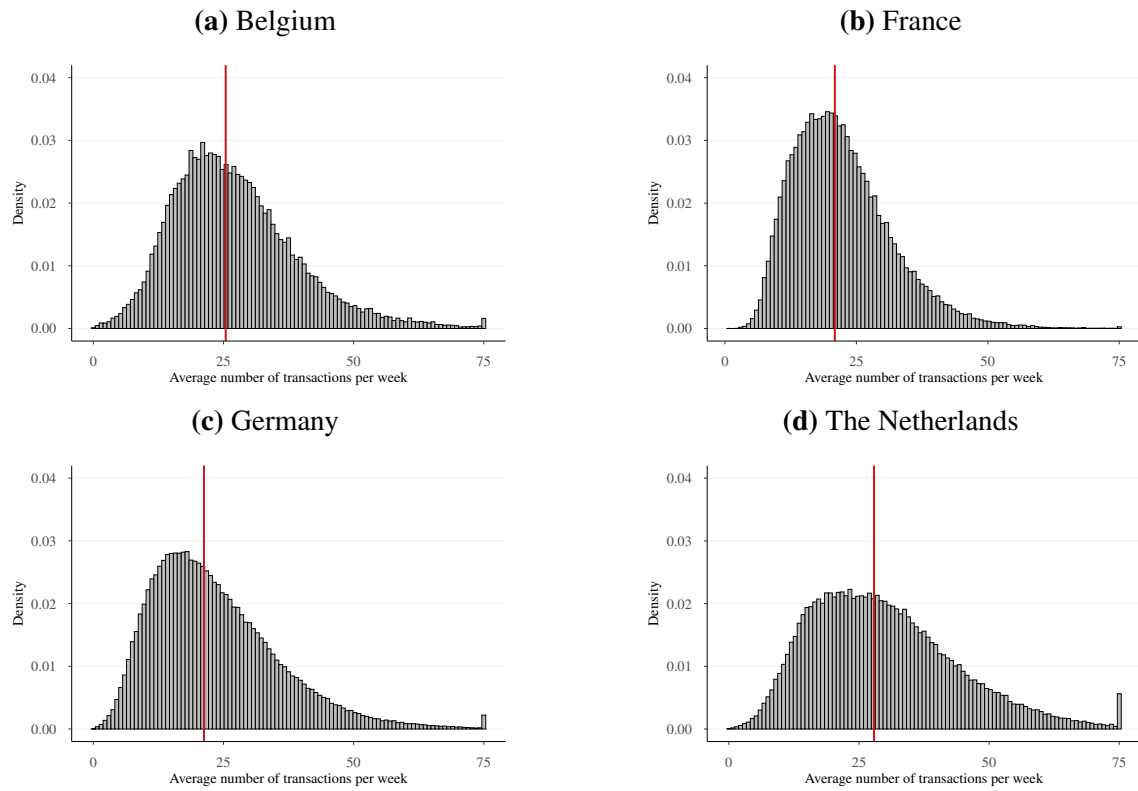 (a) Belgium
0.04
0.03
0.02
0.01
0.00
Density
0 25 50 75
Average number of transactions per week
(b) France
0.04
0.03
0.02
0.01
0.00
Density
0 25 50 75
Average number of transactions per week
(c) Germany
0.04
0.03
0.02
0.01
0.00
Density
0 25 50 75
Average number of transactions per week
(d) The Netherlands
0.04
0.03
0.02
0.01
0.00
Density
0 25 50 75
Average number of transactions per week